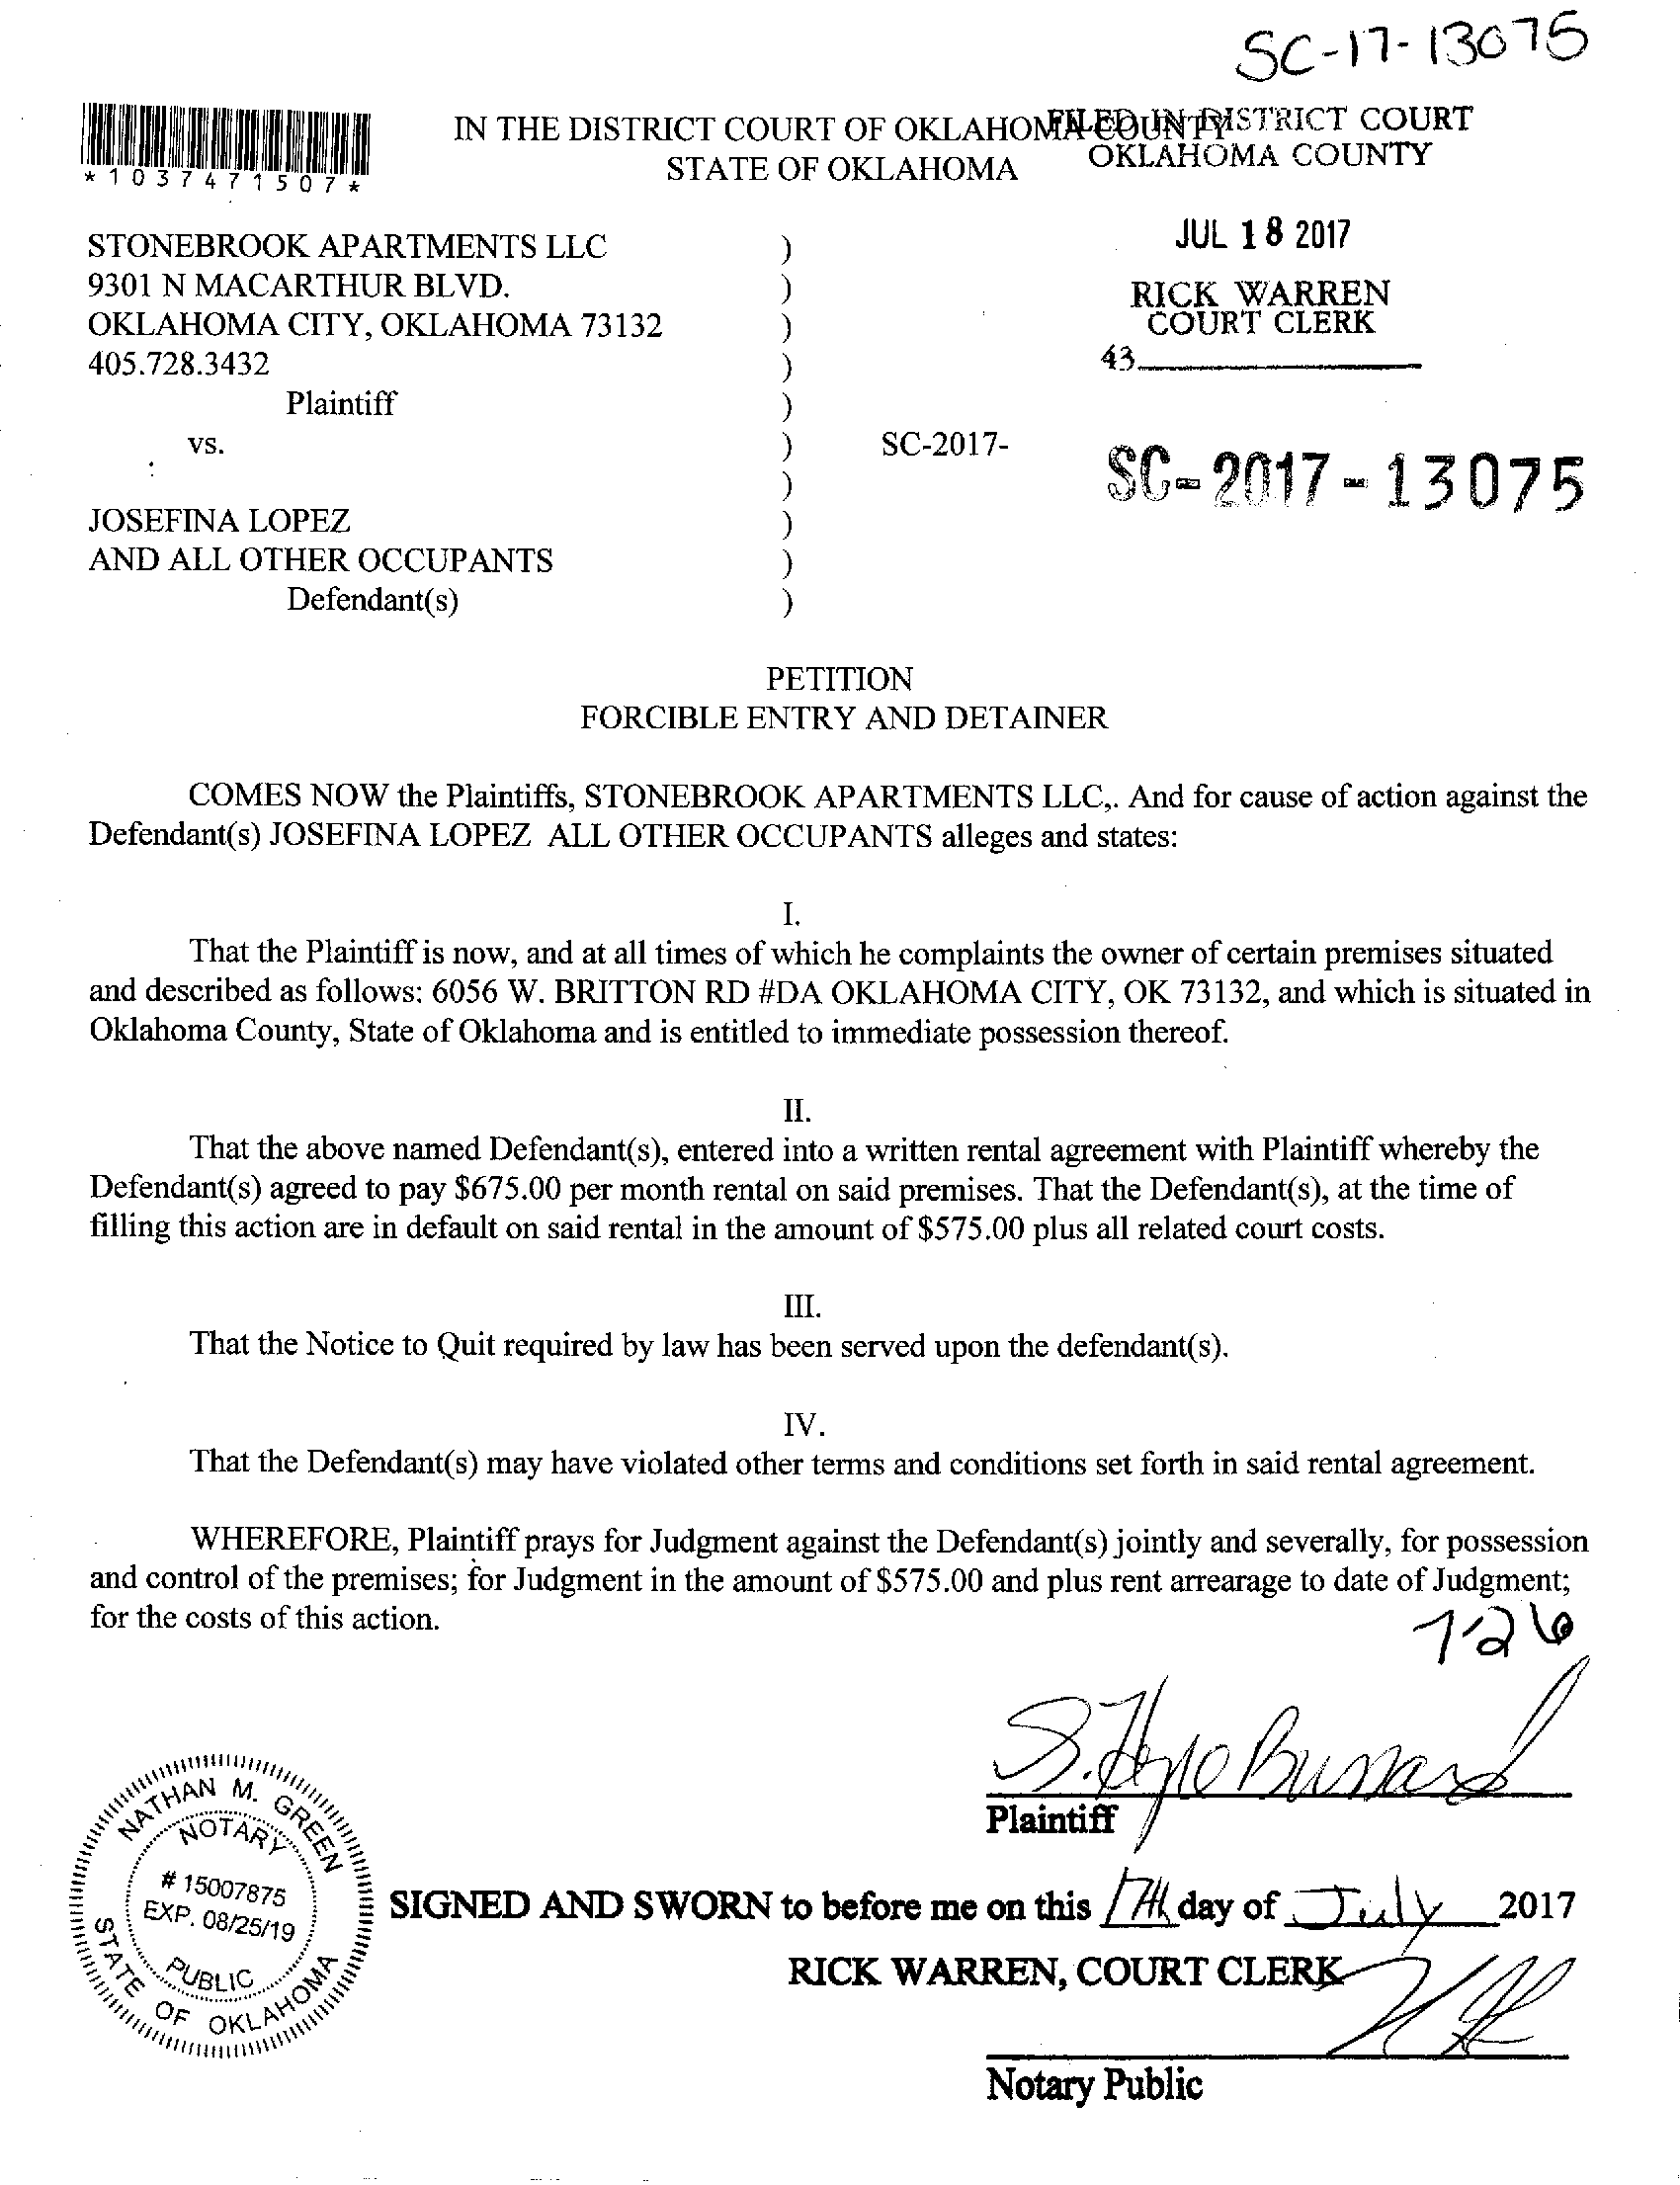 SC-17-13075
*1037471507*
IN THE DISTRICT COURT OF OKLAHOMA COUNTY
STATE OF OKLAHOMA
FILED IN DISTRICT COURT
OKLAHOMA COUNTY
JUL 18 2017
RICK WARREN
COURT CLERK
43
STONEBROOK APARTMENTS LLC )
9301 N MACARTHUR BLVD. )
OKLAHOMA CITY, OKLAHOMA 73132 )
405.728.3432 )
Plaintiff )
vs. ) SC-2017-
SC-2017-13075
)
JOSEFINA LOPEZ )
AND ALL OTHER OCCUPANTS )
Defendant(s) )
PETITION
FORCIBLE ENTRY AND DETAINER
COMES NOW the Plaintiffs, STONEBROOK APARTMENTS LLC,. And for cause of action against the
Defendant(s) JOSEFINA LOPEZ ALL OTHER OCCUPANTS alleges and states:
I.
That the Plaintiff is now, and at all times of which he complaints the owner of certain premises situated
and described as follows: 6056 W. BRITTON RD #DA OKLAHOMA CITY, OK 73132, and which is situated in
Oklahoma County, State of Oklahoma and is entitled to immediate possession thereof.
II.
That the above named Defendant(s), entered into a written rental agreement with Plaintiff whereby the
Defendant(s) agreed to pay $675.00 per month rental on said premises. That the Defendant(s), at the time of
filling this action are in default on said rental in the amount of $575.00 plus all related court costs.
III.
That the Notice to Quit required by law has been served upon the defendant(s).
IV.
That the Defendant(s) may have violated other terms and conditions set forth in said rental agreement.
WHEREFORE, Plaintiff prays for Judgment against the Defendant(s) jointly and severally, for possession
and control of the premises; for Judgment in the amount of $575.00 and plus rent arrearage to date of Judgment;
for the costs of this action.
7-26
Plaintiff
NATHAN M. GREEN
NOTARY
# 15007875
EXP. 08/25/19
PUBLIC
STATE OF OKLAHOMA
SIGNED AND SWORN to before me on this 17th day of July 2017
RICK WARREN, COURT CLERK
Notary Public